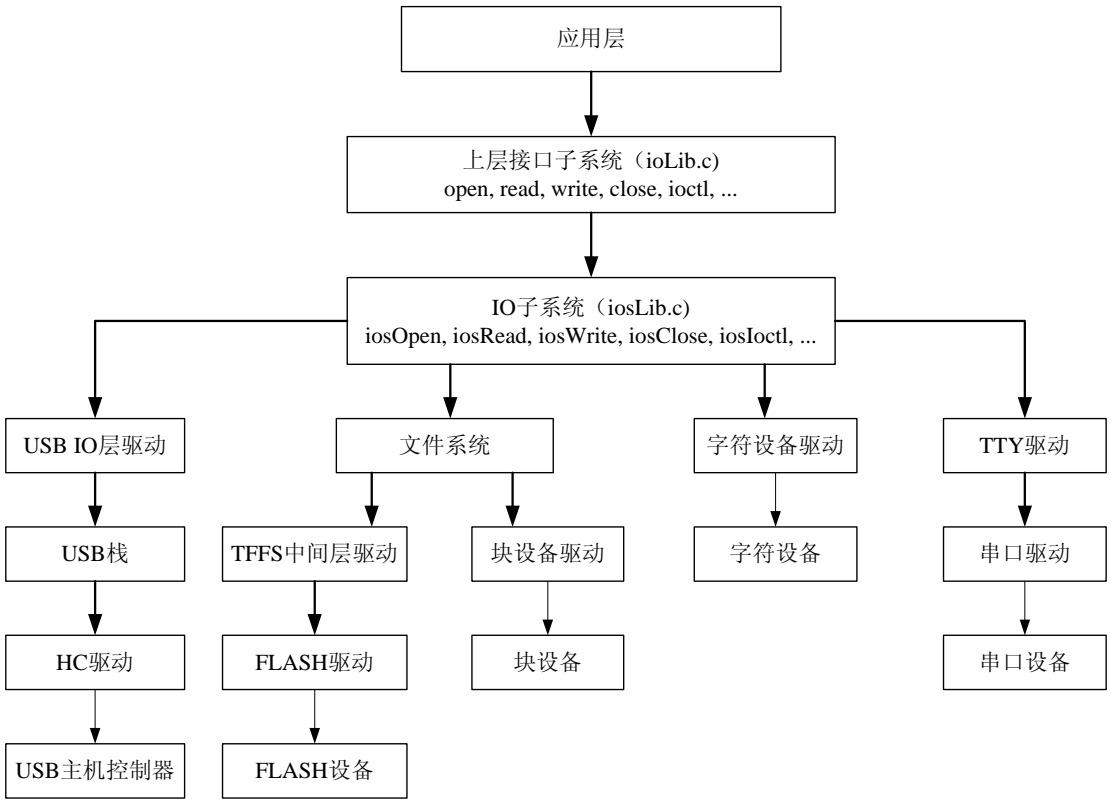 应用层
上层接口子系统（ioLib.c)
open, read, write, close, ioctl, ...
IO子系统（iosLib.c)
iosOpen, iosRead, iosWrite, iosClose, iosIoctl, ...
USB IO层驱动
文件系统
字符设备驱动
TTY驱动
USB栈
TFFS中间层驱动
块设备驱动
字符设备
串口驱动
HC驱动
FLASH驱动
块设备
串口设备
USB主机控制器
FLASH设备